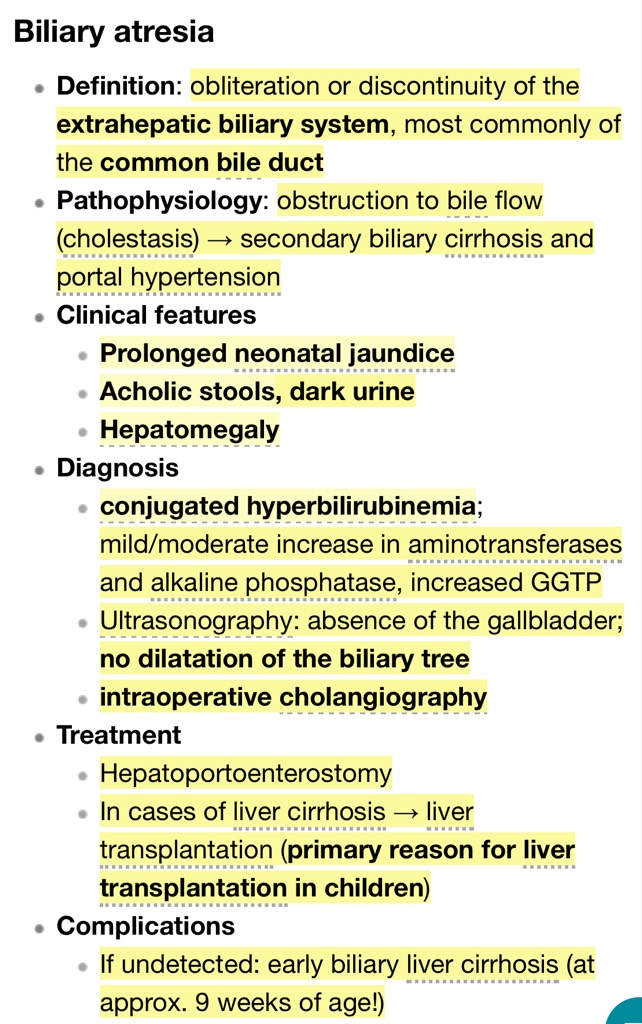 Biliary atresia
Definition: obliteration or discontinuity of the
extrahepatic biliary system, most commonly of
the common bile duct
Pathophysiology: obstruction to bile flow
(cholestasis) → secondary biliary cirrhosis and
portal hypertension
Clinical features
Prolonged neonatal jaundice
Acholic stools, dark urine
Hepatomegaly
Diagnosis
conjugated hyperbilirubinemia;
mild/moderate increase in aminotransferases
and alkaline phosphatase, increased GGTP
Ultrasonography: absence of the gallbladder;
no dilatation of the biliary tree
intraoperative cholangiography
Treatment
Hepatoportoenterostomy
In cases of liver cirrhosis → liver
transplantation (primary reason for liver
transplantation in children)
Complications
If undetected: early biliary liver cirrhosis (at
approx. 9 weeks of age!)